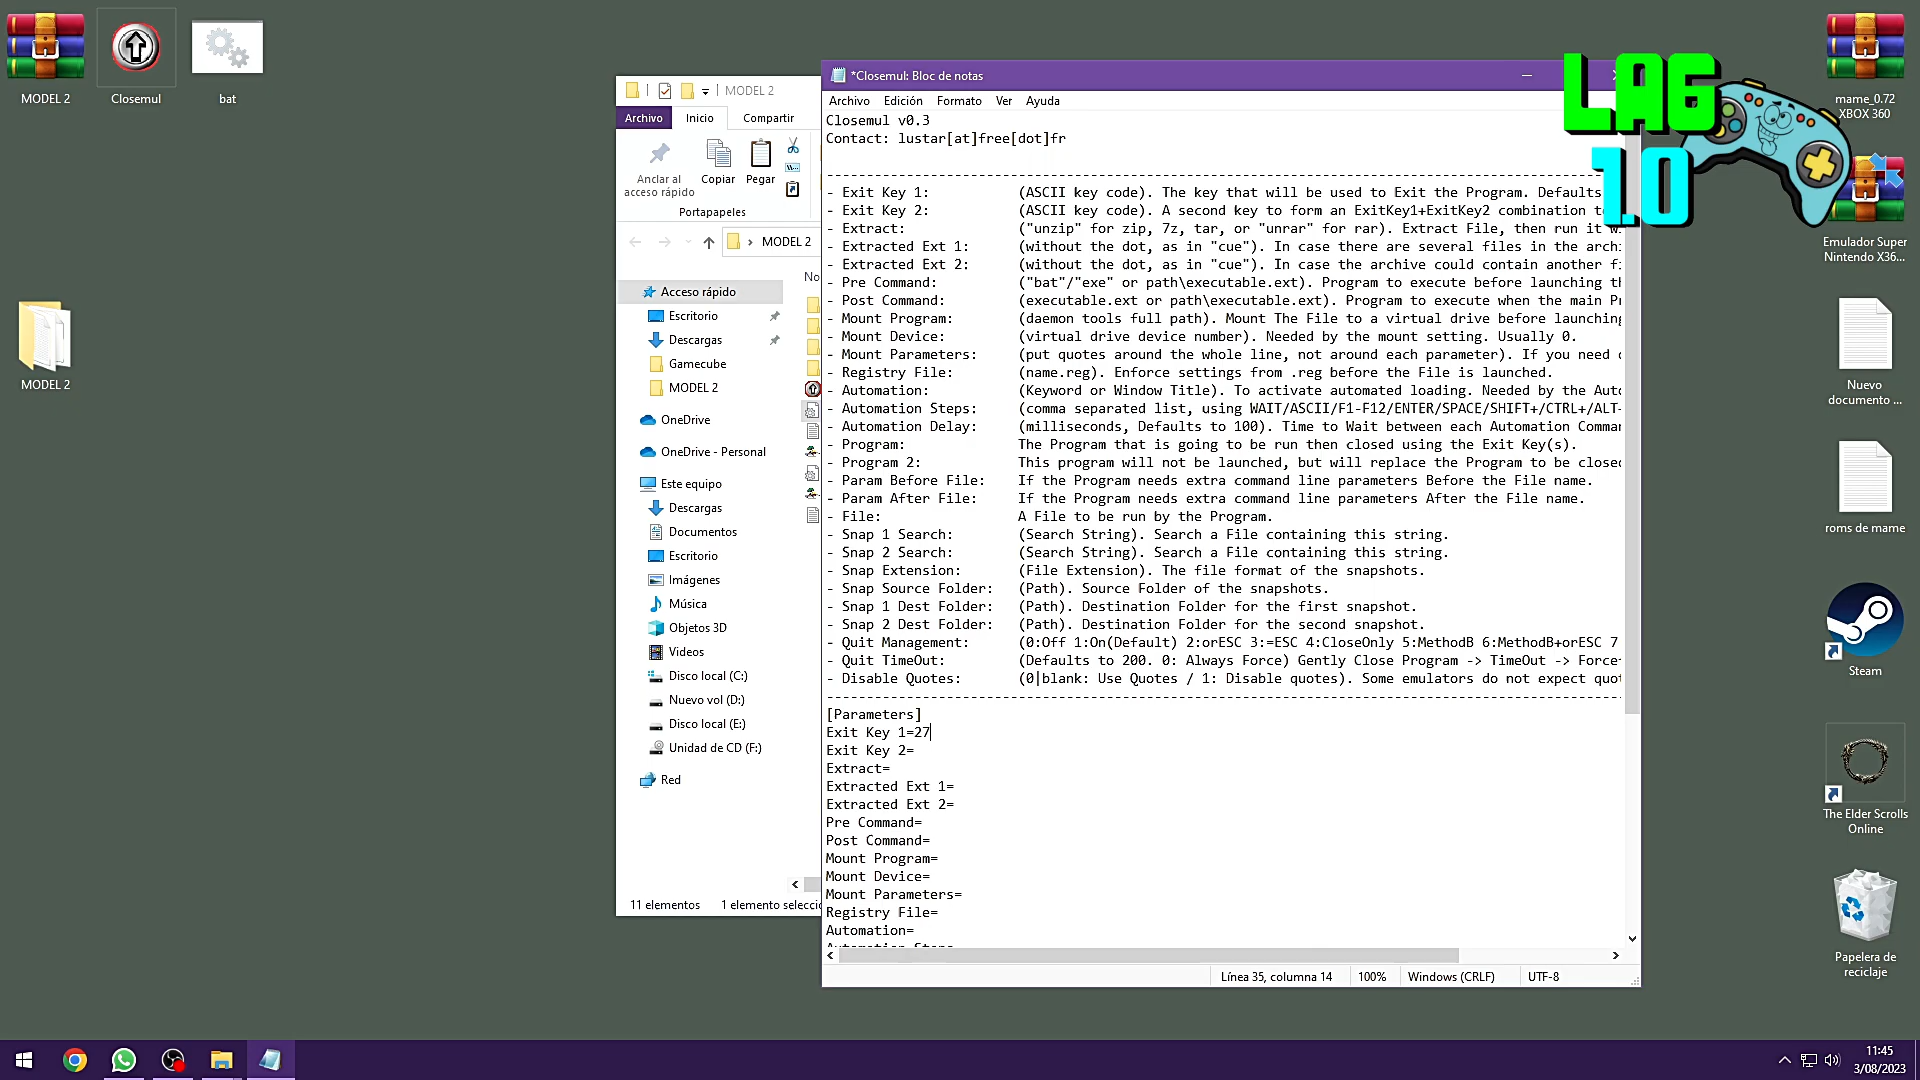 MODEL 2
Closemul
bat
MODEL 2
MODEL 2
Archivo
Inicio
Compartir
Anclar al
acceso rápido
Copiar
Pegar
Portapapeles
MODEL 2
No
Acceso rápido
Escritorio
Descargas
Gamecube
MODEL 2
OneDrive
OneDrive - Personal
Este equipo
Descargas
Documentos
Escritorio
Imágenes
Música
Objetos 3D
Videos
Disco local (C:)
Nuevo vol (D:)
Disco local (E:)
Unidad de CD (F:)
Red
11 elementos
1 elemento seleccio
*Closemul: Bloc de notas
Archivo Edición Formato Ver Ayuda
Closemul v0.3
Contact: lustar[at]free[dot]fr
- Exit Key 1: (ASCII key code). The key that will be used to Exit the Program. Defaults
- Exit Key 2: (ASCII key code). A second key to form an ExitKey1+ExitKey2 combination to
- Extract: ("unzip" for zip, 7z, tar, or "unrar" for rar). Extract File, then run it w
- Extracted Ext 1: (without the dot, as in "cue"). In case there are several files in the archi
- Extracted Ext 2: (without the dot, as in "cue"). In case the archive could contain another fi
- Pre Command: ("bat"/"exe" or path\executable.ext). Program to execute before launching th
- Post Command: (executable.ext or path\executable.ext). Program to execute when the main Pr
- Mount Program: (daemon tools full path). Mount The File to a virtual drive before launching
- Mount Device: (virtual drive device number). Needed by the mount setting. Usually 0.
- Mount Parameters: (put quotes around the whole line, not around each parameter). If you need
- Registry File: (name.reg). Enforce settings from .reg before the File is launched.
- Automation: (Keyword or Window Title). To activate automated loading. Needed by the Auto
- Automation Steps: (comma separated list, using WAIT/ASCII/F1-F12/ENTER/SPACE/SHIFT+/CTRL+/ALT+
- Automation Delay: (milliseconds, Defaults to 100). Time to Wait between each Automation Comman
- Program: The Program that is going to be run then closed using the Exit Key(s).
- Program 2: This program will not be launched, but will replace the Program to be closed
- Param Before File: If the Program needs extra command line parameters Before the File name.
- Param After File: If the Program needs extra command line parameters After the File name.
- File: A File to be run by the Program.
- Snap 1 Search: (Search String). Search a File containing this string.
- Snap 2 Search: (Search String). Search a File containing this string.
- Snap Extension: (File Extension). The file format of the snapshots.
- Snap Source Folder: (Path). Source Folder of the snapshots.
- Snap 1 Dest Folder: (Path). Destination Folder for the first snapshot.
- Snap 2 Dest Folder: (Path). Destination Folder for the second snapshot.
- Quit Management: (0:Off 1:On(Default) 2:orESC 3:=ESC 4:CloseOnly 5:MethodB 6:MethodB+orESC 7
- Quit TimeOut: (Defaults to 200. 0: Always Force) Gently Close Program -> TimeOut -> Force
- Disable Quotes: (0|blank: Use Quotes / 1: Disable quotes). Some emulators do not expect quot
[Parameters]
Exit Key 1=27
Exit Key 2=
Extract=
Extracted Ext 1=
Extracted Ext 2=
Pre Command=
Post Command=
Mount Program=
Mount Device=
Mount Parameters=
Registry File=
Automation=
Línea 35, columna 14
100%
Windows (CRLF)
UTF-8
LAG
1.0
mame_0.72
XBOX 360
Emulador Super
Nintendo X36...
Nuevo
documento ...
roms de mame
Steam
The Elder Scrolls
Online
Papelera de
reciclaje
11:45
3/08/2023